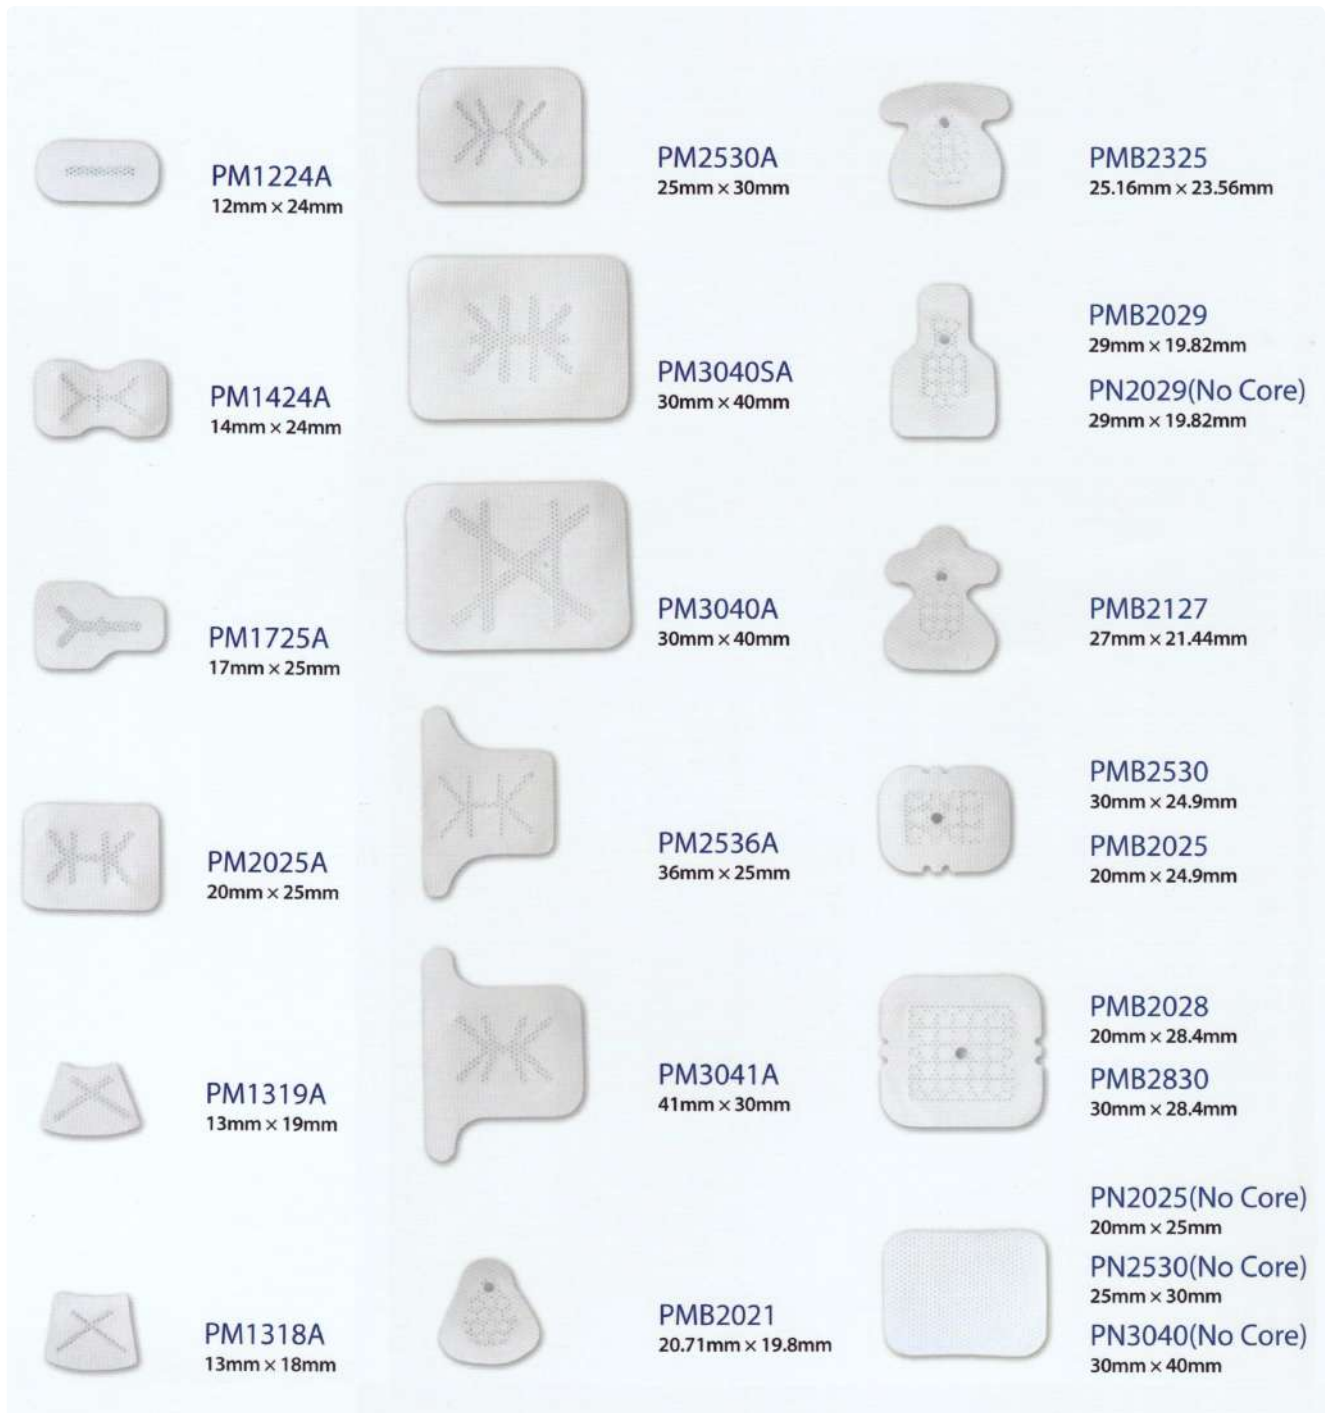 PM1224A
12mm × 24mm
PM1424A
14mm × 24mm
PM1725A
17mm × 25mm
PM2025A
20mm × 25mm
PM1319A
13mm × 19mm
PM1318A
13mm × 18mm
PM2530A
25mm × 30mm
PM3040SA
30mm × 40mm
PM3040A
30mm × 40mm
PM2536A
36mm × 25mm
PM3041A
41mm × 30mm
PMB2021
20.71mm × 19.8mm
PMB2325
25.16mm × 23.56mm
PMB2029
29mm × 19.82mm
PN2029(No Core)
29mm × 19.82mm
PMB2127
27mm × 21.44mm
PMB2530
30mm × 24.9mm
PMB2025
20mm × 24.9mm
PMB2028
20mm × 28.4mm
PMB2830
30mm × 28.4mm
PN2025(No Core)
20mm × 25mm
PN2530(No Core)
25mm × 30mm
PN3040(No Core)
30mm × 40mm